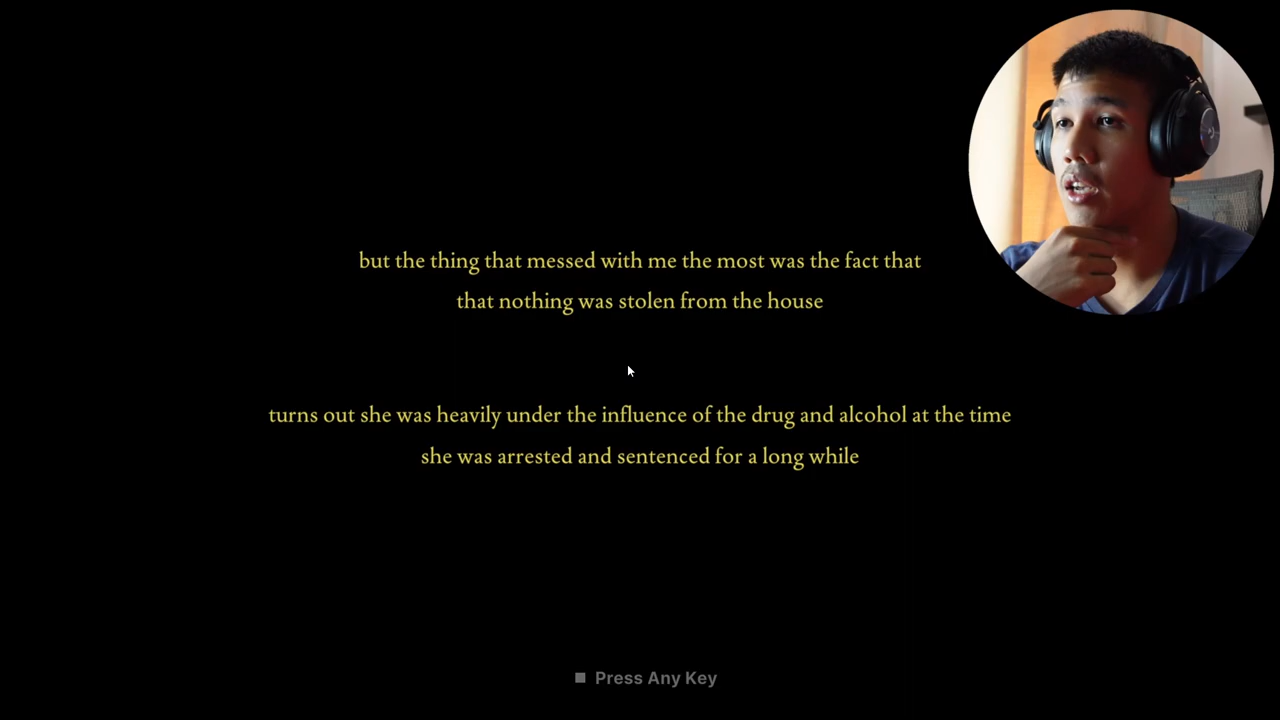 but the thing that messed with me the most was the fact that
that nothing was stolen from the house
turns out she was heavily under the influence of the drug and alcohol at the time
she was arrested and sentenced for a long while
Press Any Key